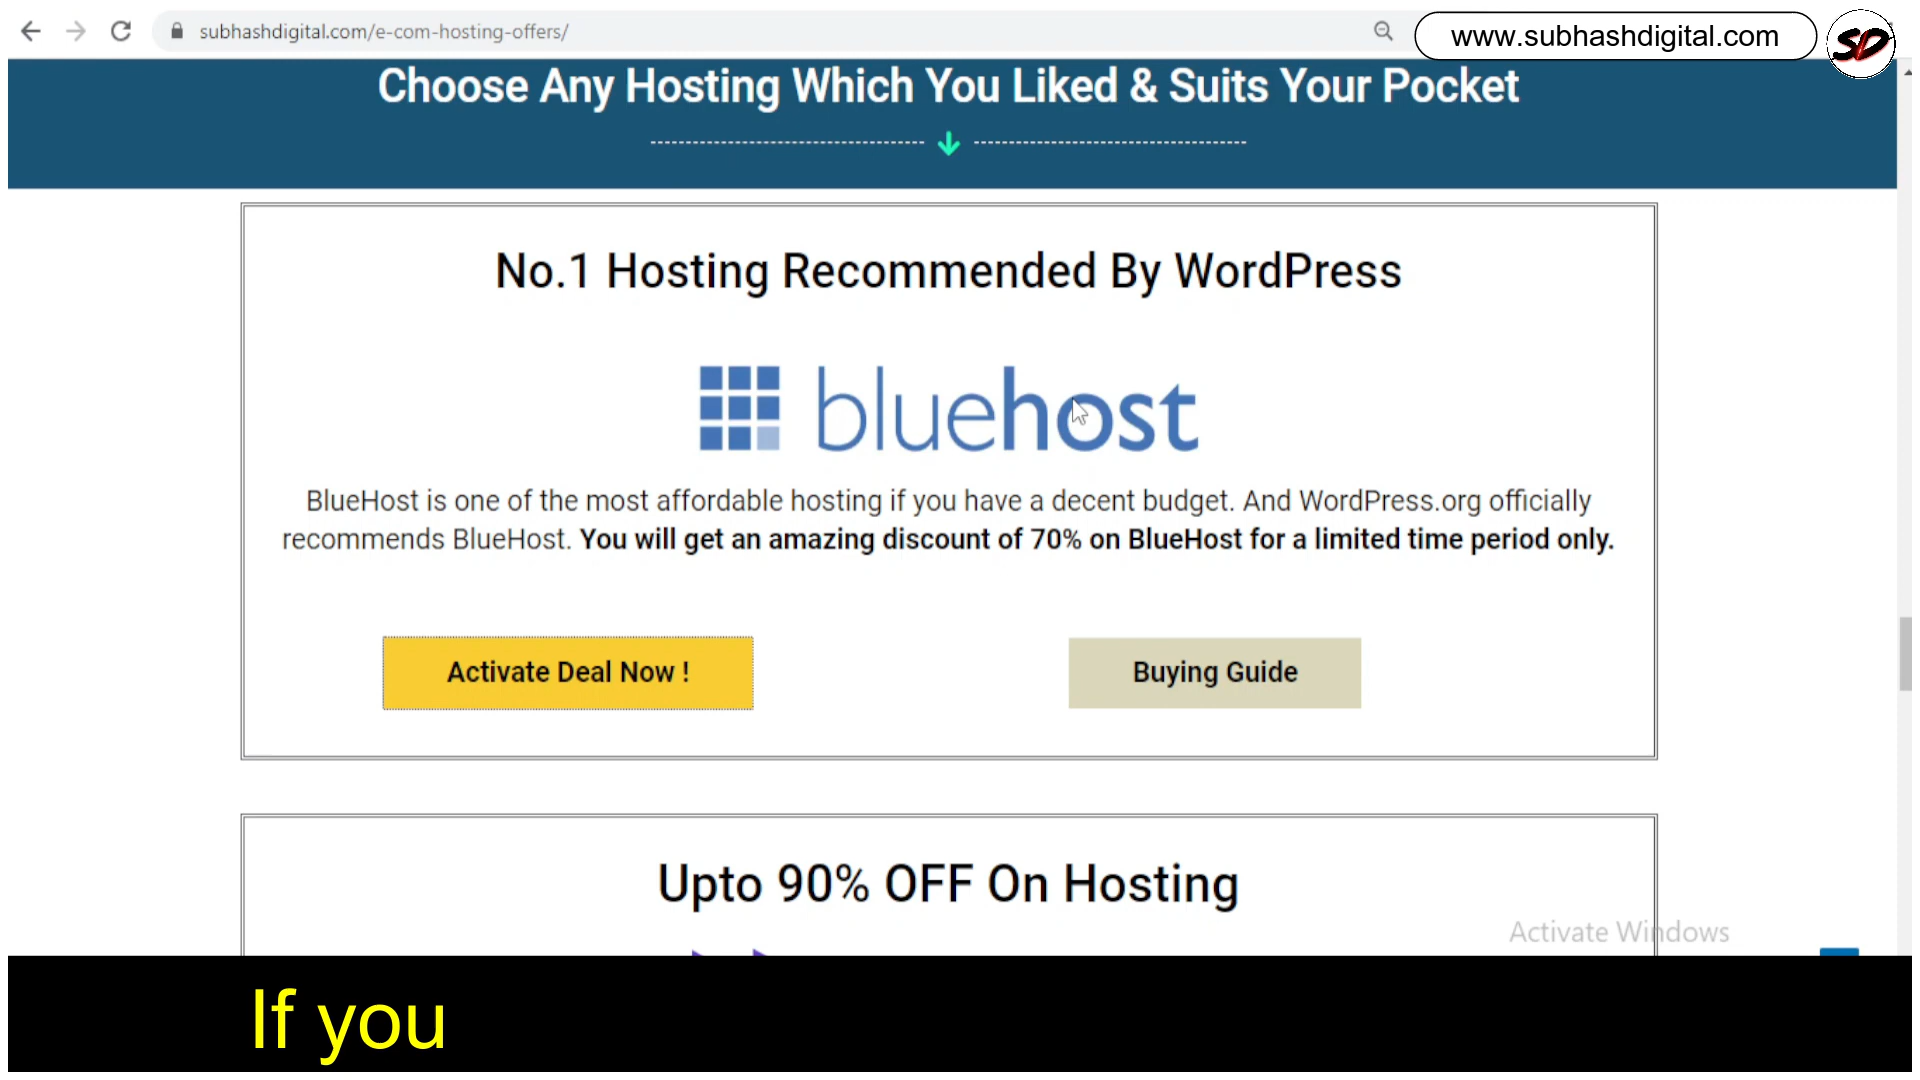 subhashdigital.com/e-com-hosting-offers/
www.subhashdigital.com
SD
Choose Any Hosting Which You Liked & Suits Your Pocket
No.1 Hosting Recommended By WordPress
bluehost
BlueHost is one of the most affordable hosting if you have a decent budget. And WordPress.org officially
recommends BlueHost. You will get an amazing discount of 70% on BlueHost for a limited time period only.
Activate Deal Now !
Buying Guide
Upto 90% OFF On Hosting
Activate Windows
If you